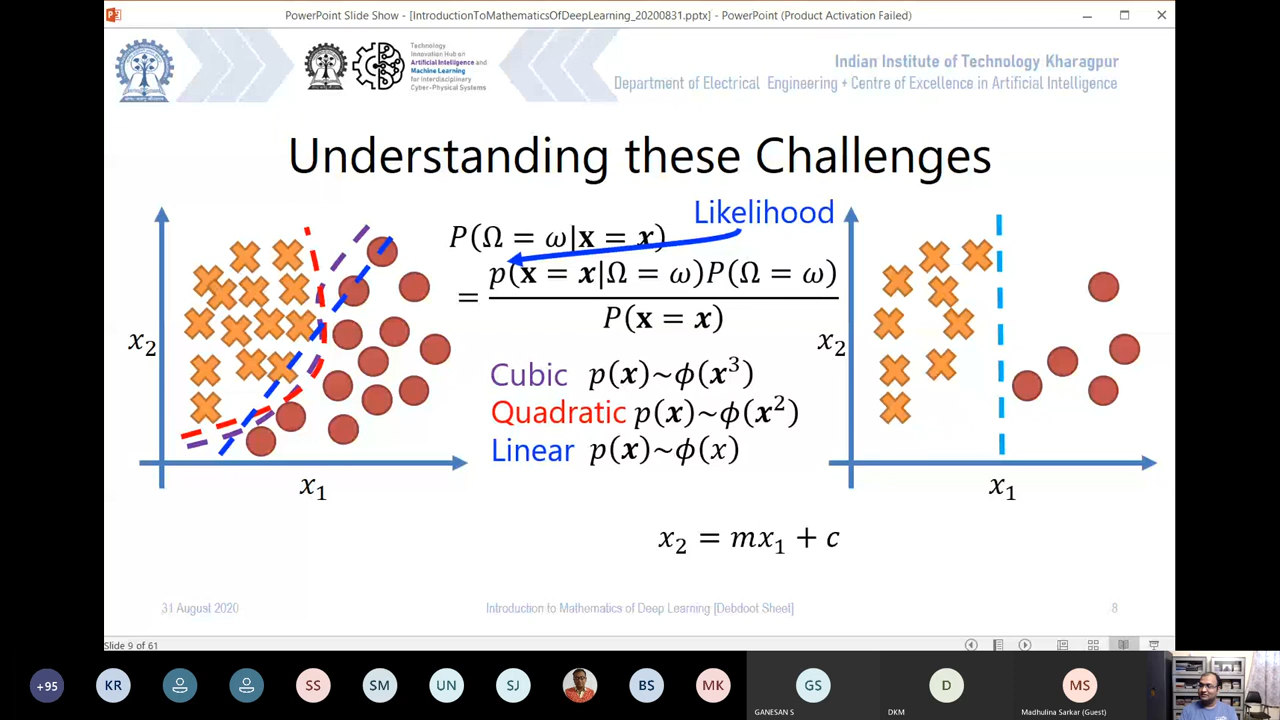 PowerPoint Slide Show - [IntroductionToMathematicsOfDeepLearning_20200831.pptx] - PowerPoint (Product Activation Failed)
Technology
Innovation Hub on
Artificial Intelligence and
Machine Learning
for Interdisciplinary
Cyber-Physical Systems
Indian Institute of Technology Kharagpur
Department of Electrical Engineering + Centre of Excellence in Artificial Intelligence
Understanding these Challenges
Likelihood
P(Ω = ω|x = x)
= p(x = x|Ω = ω)P(Ω = ω)
P(x = x)
x₂
x₂
Cubic p(x)~ϕ(x³)
Quadratic p(x)~ϕ(x²)
Linear p(x)~ϕ(x)
x₁
x₁
x₂ = mx₁ + c
31 August 2020
Introduction to Mathematics of Deep Learning [Debdoot Sheet]
8
Slide 9 of 61
+95
KR
SS
SM
UN
SJ
BS
MK
GS
D
MS
GANESAN S
DKM
Madhulina Sarkar (Guest)